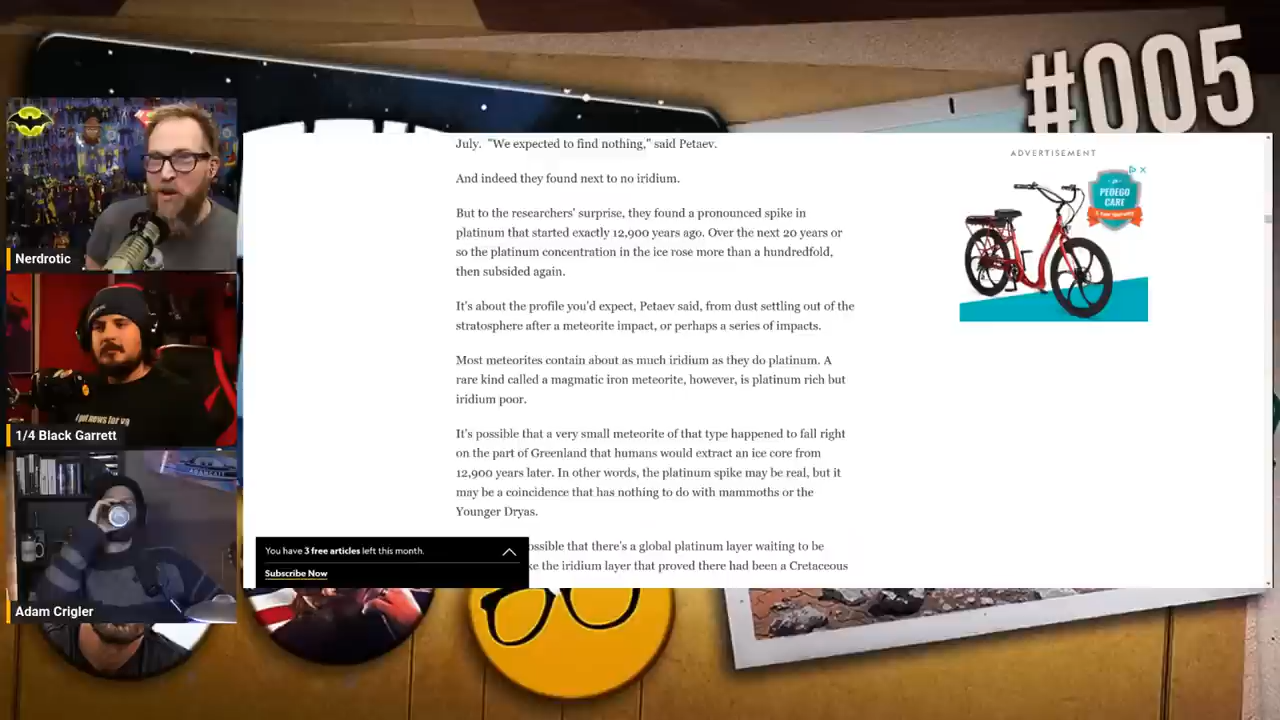 #005
July. "We expected to find nothing," said Petaev.
And indeed they found next to no iridium.
But to the researchers' surprise, they found a pronounced spike in
platinum that started exactly 12,900 years ago. Over the next 20 years or
so the platinum concentration in the ice rose more than a hundredfold,
then subsided again.
It's about the profile you'd expect, Petaev said, from dust settling out of the
stratosphere after a meteorite impact, or perhaps a series of impacts.
Most meteorites contain about as much iridium as they do platinum. A
rare kind called a magmatic iron meteorite, however, is platinum rich but
iridium poor.
It's possible that a very small meteorite of that type happened to fall right
on the part of Greenland that humans would extract an ice core from
12,900 years later. In other words, the platinum spike may be real, but it
may be a coincidence that has nothing to do with mammoths or the
Younger Dryas.
ossible that there's a global platinum layer waiting to be
ke the iridium layer that proved there had been a Cretaceous
You have 3 free articles left this month.
Subscribe Now
ADVERTISEMENT
PEDEGO
CARE
Nerdrotic
1/4 Black Garrett
Adam Crigler